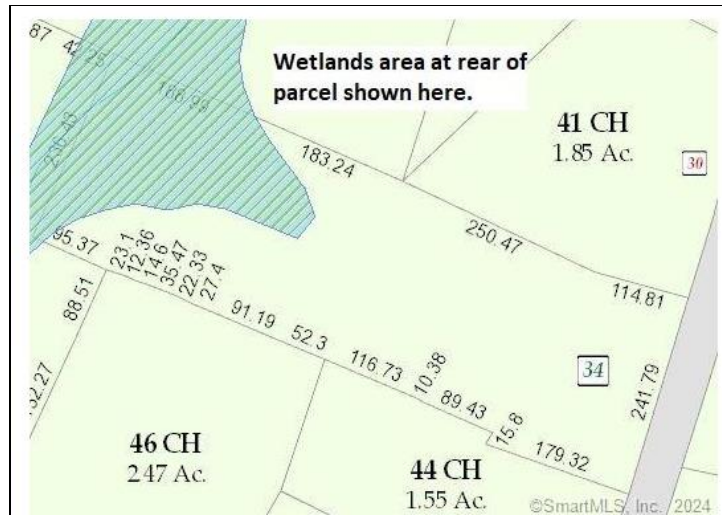 Wetlands area at rear of
parcel shown here.
87
42.25
188.99
236.43
183.24
41 CH
1.85 Ac.
30
250.47
114.81
95.37
23.1
12.36
14.6
35.47
22.33
27.4
88.51
91.19
52.3
116.73
10.38
89.43
15.8
179.32
34
241.79
46 CH
2.47 Ac.
44 CH
1.55 Ac.
©SmartMLS, Inc. 2024